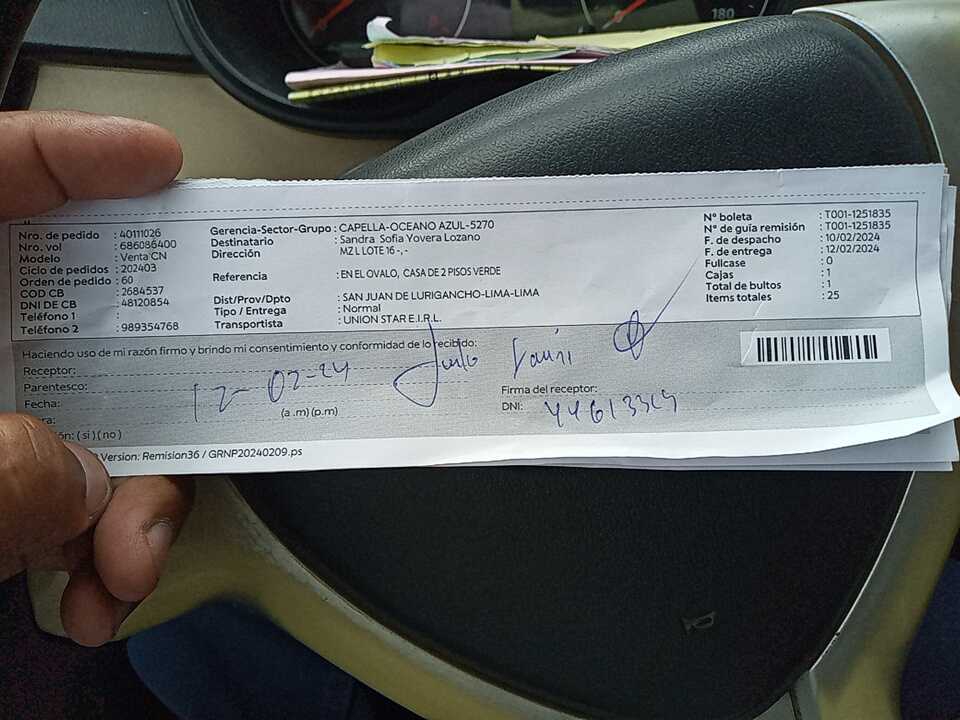 180
Nro. de pedido : 40111026
Nro. vol : 686086400
Modelo : Venta CN
Ciclo de pedidos : 202403
Orden de pedido : 60
COD CB : 2684537
DNI DE CB : 48120854
Teléfono 1 :
Teléfono 2 : 989354768
Gerencia-Sector-Grupo : CAPELLA-OCEANO AZUL-5270
Destinatario : Sandra Sofia Yovera Lozano
Dirección MZ L LOTE 16 -, -
Referencia : EN EL OVALO, CASA DE 2 PISOS VERDE
Dist/Prov/Dpto : SAN JUAN DE LURIGANCHO-LIMA-LIMA
Tipo / Entrega : Normal
Transportista : UNION STAR E.I.R.L.
N° boleta : T001-1251835
N° de guía remisión : T001-1251835
F. de despacho : 10/02/2024
F. de entrega : 12/02/2024
Fullcase : 0
Cajas : 1
Total de bultos : 1
Items totales : 25
Haciendo uso de mi razón firmo y brindo mi consentimiento y conformidad de lo recibido:
Receptor:
Parentesco:
Fecha: 12-02-24
(a .m) (p.m)
ón: ( si ) ( no )
Firma del receptor:
DNI:
Version: Remision36 / GRNP20240209.ps